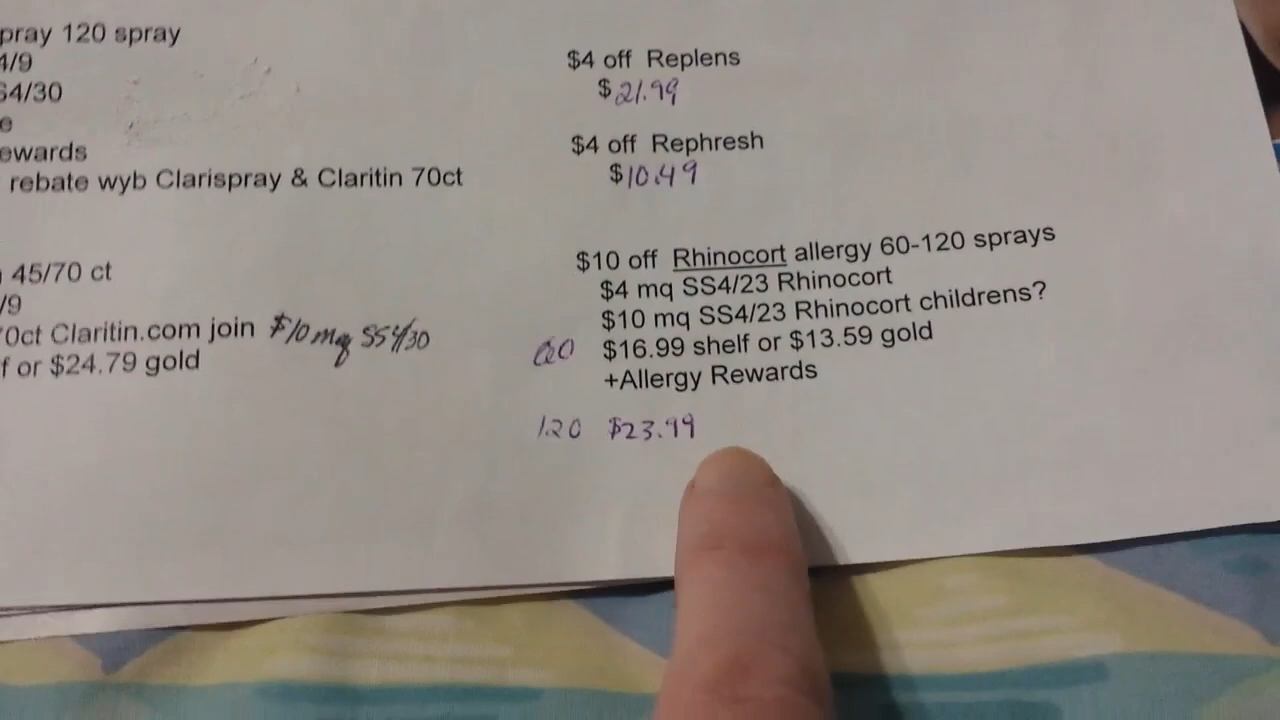 pray 120 spray
4/9
S4/30
e
ewards
rebate wyb Clarispray & Claritin 70ct
45/70 ct
/9
0ct Claritin.com join $10 mq SS4/30
f or $24.79 gold
$4 off Replens
$21.99
$4 off Rephresh
$10.49
$10 off Rhinocort allergy 60-120 sprays
$4 mq SS4/23 Rhinocort
$10 mq SS4/23 Rhinocort childrens?
60 $16.99 shelf or $13.59 gold
+Allergy Rewards
120 $23.99